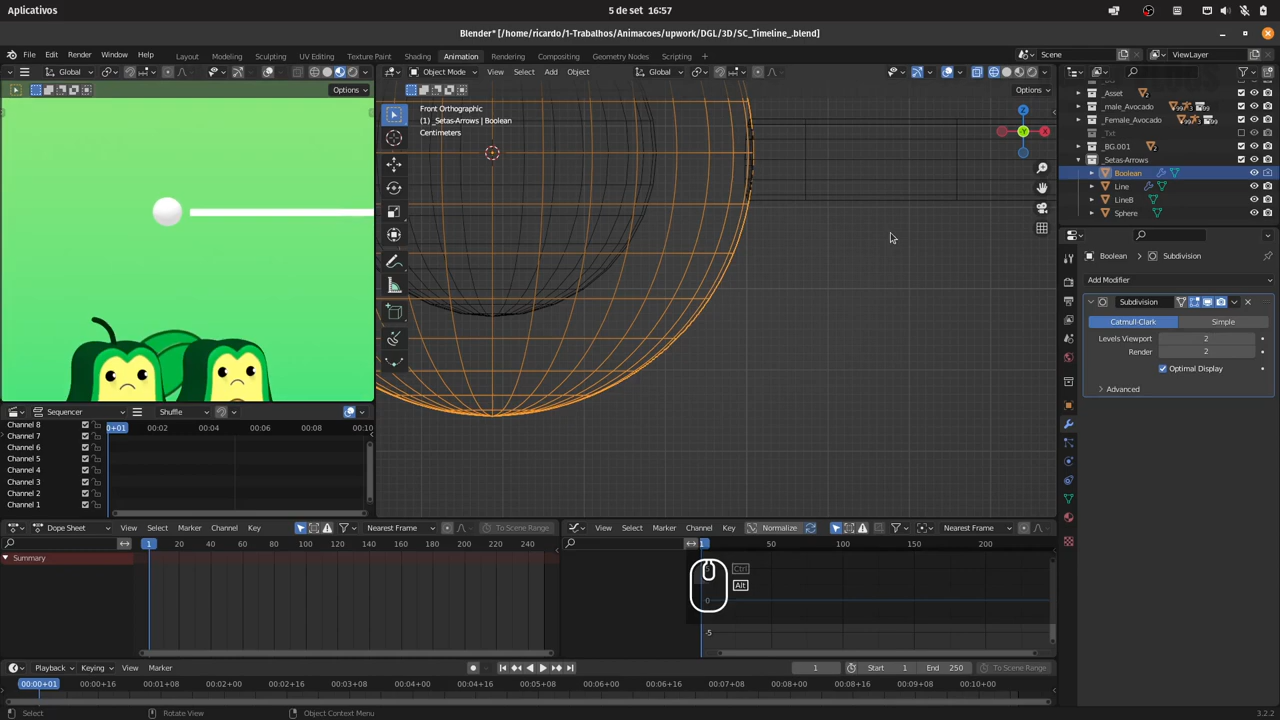 Aplicativos
5 de set 16:57
Blender* [/home/ricardo/1-Trabalhos/Animacoes/upwork/DGL/3D/SC_Timeline_.blend]
File Edit Render Window Help Layout Modeling Sculpting UV Editing Texture Paint Shading Animation Rendering Compositing Geometry Nodes Scripting + Scene ViewLayer
Global Object Mode View Select Add Object Global
Options Options
Front Orthographic
(1) _Setas-Arrows | Boolean
Centimeters
_Asset 2
_male_Avocado
_Female_Avocado
_Txt
_BG.001 2
_Setas-Arrows
Boolean
Line
LineB
Sphere
Boolean Subdivision
Add Modifier
Subdivision
Catmull-Clark Simple
Levels Viewport 2
Render 2
Optimal Display
Advanced
Z
Y X
Sequencer Shuffle
0+01 00:02 00:04 00:06 00:08 00:10
Channel 8
Channel 7
Channel 6
Channel 5
Channel 4
Channel 3
Channel 2
Channel 1
Dope Sheet View Select Marker Channel Key Nearest Frame To Scene Range View Select Marker Channel Key Normalize Nearest Frame
1 20 40 60 80 100 120 140 160 180 200 220 240 1 50 100 150 200
Summary
Ctrl
Alt
0
-5
Playback Keying View Marker 1 Start 1 End 250 To Scene Range
00:00+01 00:00+16 00:01+08 00:02+00 00:02+16 00:03+08 00:04+00 00:04+16 00:05+08 00:06+00 00:06+16 00:07+08 00:08+00 00:08+16 00:09+08 00:10+00
Select Rotate View Object Context Menu 3.2.2